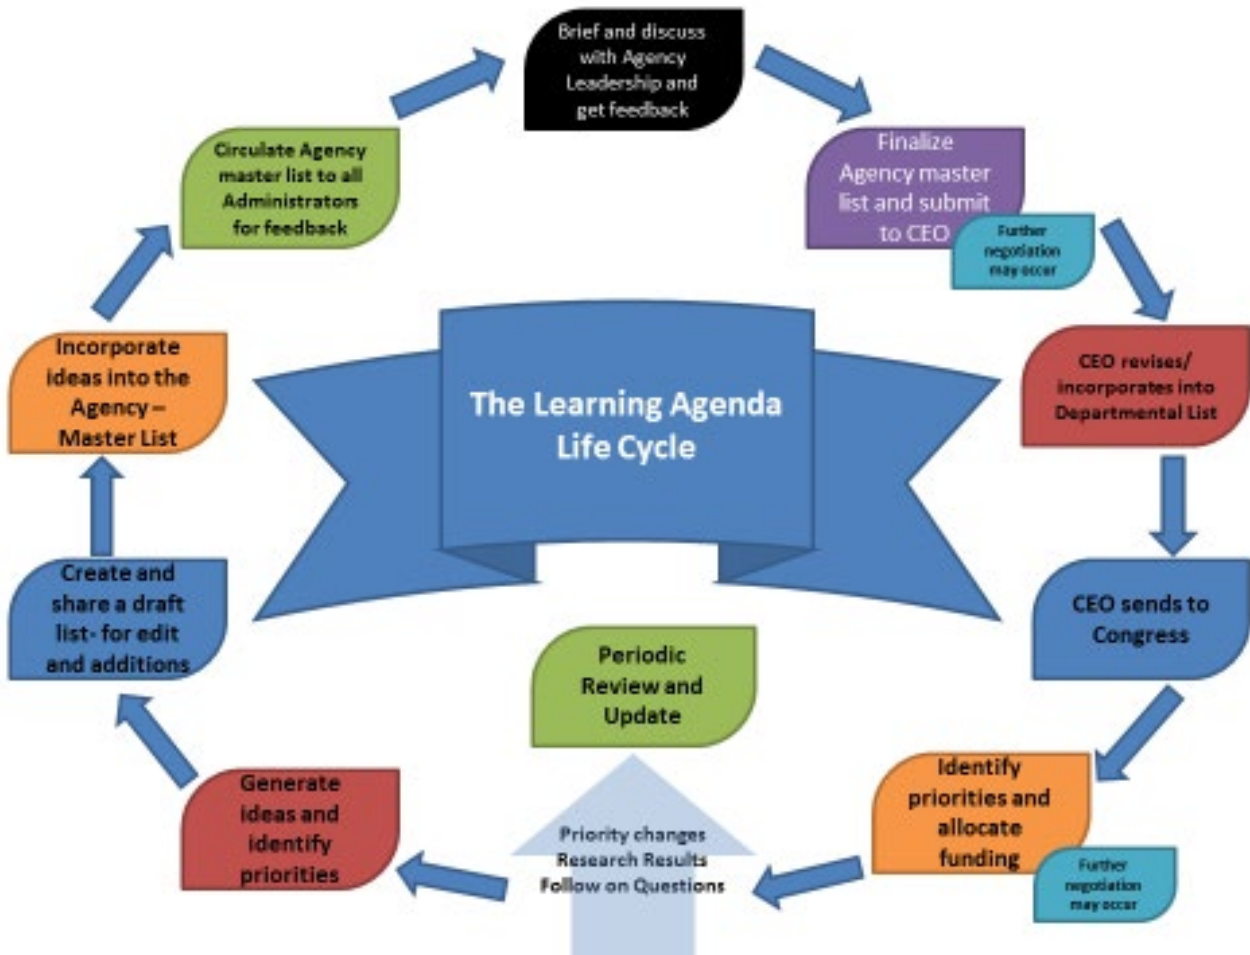 Brief and discuss
with Agency
Leadership and
get feedback
Finalize
Agency master
list and submit
to CEO
Further
negotiation
may occur
CEO revises/
incorporates into
Departmental List
CEO sends to
Congress
Identify
priorities and
allocate
funding
Further
negotiation
may occur
Priority changes
Research Results
Follow on Questions
Periodic
Review and
Update
Generate
ideas and
identify
priorities
Create and
share a draft
list- for edit
and additions
Incorporate
ideas into the
Agency –
Master List
Circulate Agency
master list to all
Administrators
for feedback
The Learning Agenda
Life Cycle